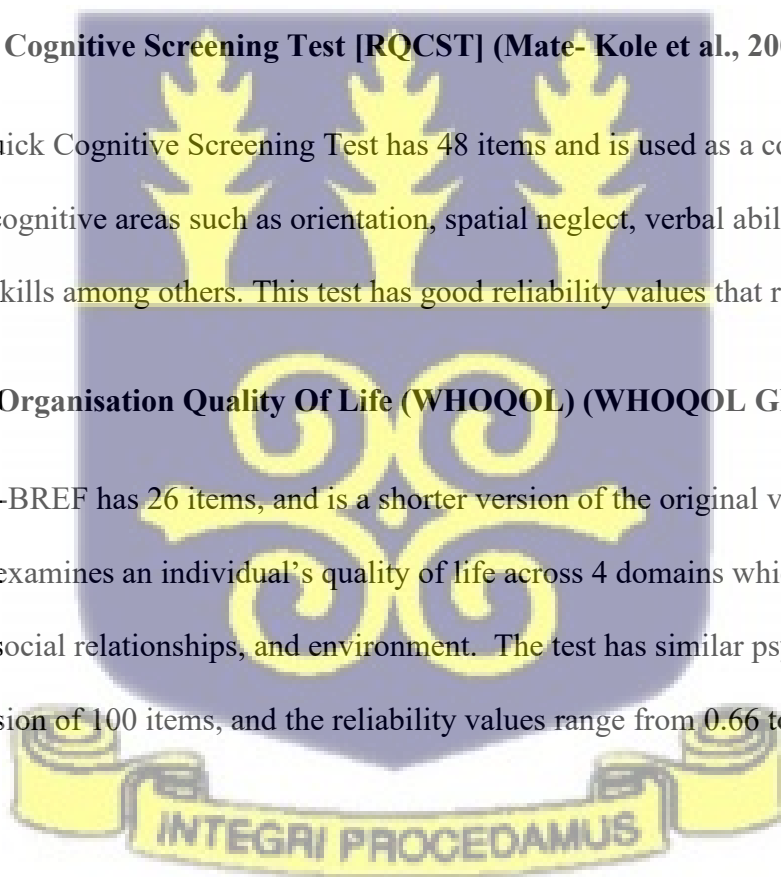 Cognitive Screening Test [RQCST] (Mate- Kole et al., 20
uick Cognitive Screening Test has 48 items and is used as a co
cognitive areas such as orientation, spatial neglect, verbal abil
kills among others. This test has good reliability values that r
Organisation Quality Of Life (WHOQOL) (WHOQOL G
-BREF has 26 items, and is a shorter version of the original v
examines an individual’s quality of life across 4 domains whi
social relationships, and environment. The test has similar ps
sion of 100 items, and the reliability values range from 0.66 to
INTEGRI PROCEDAMUS